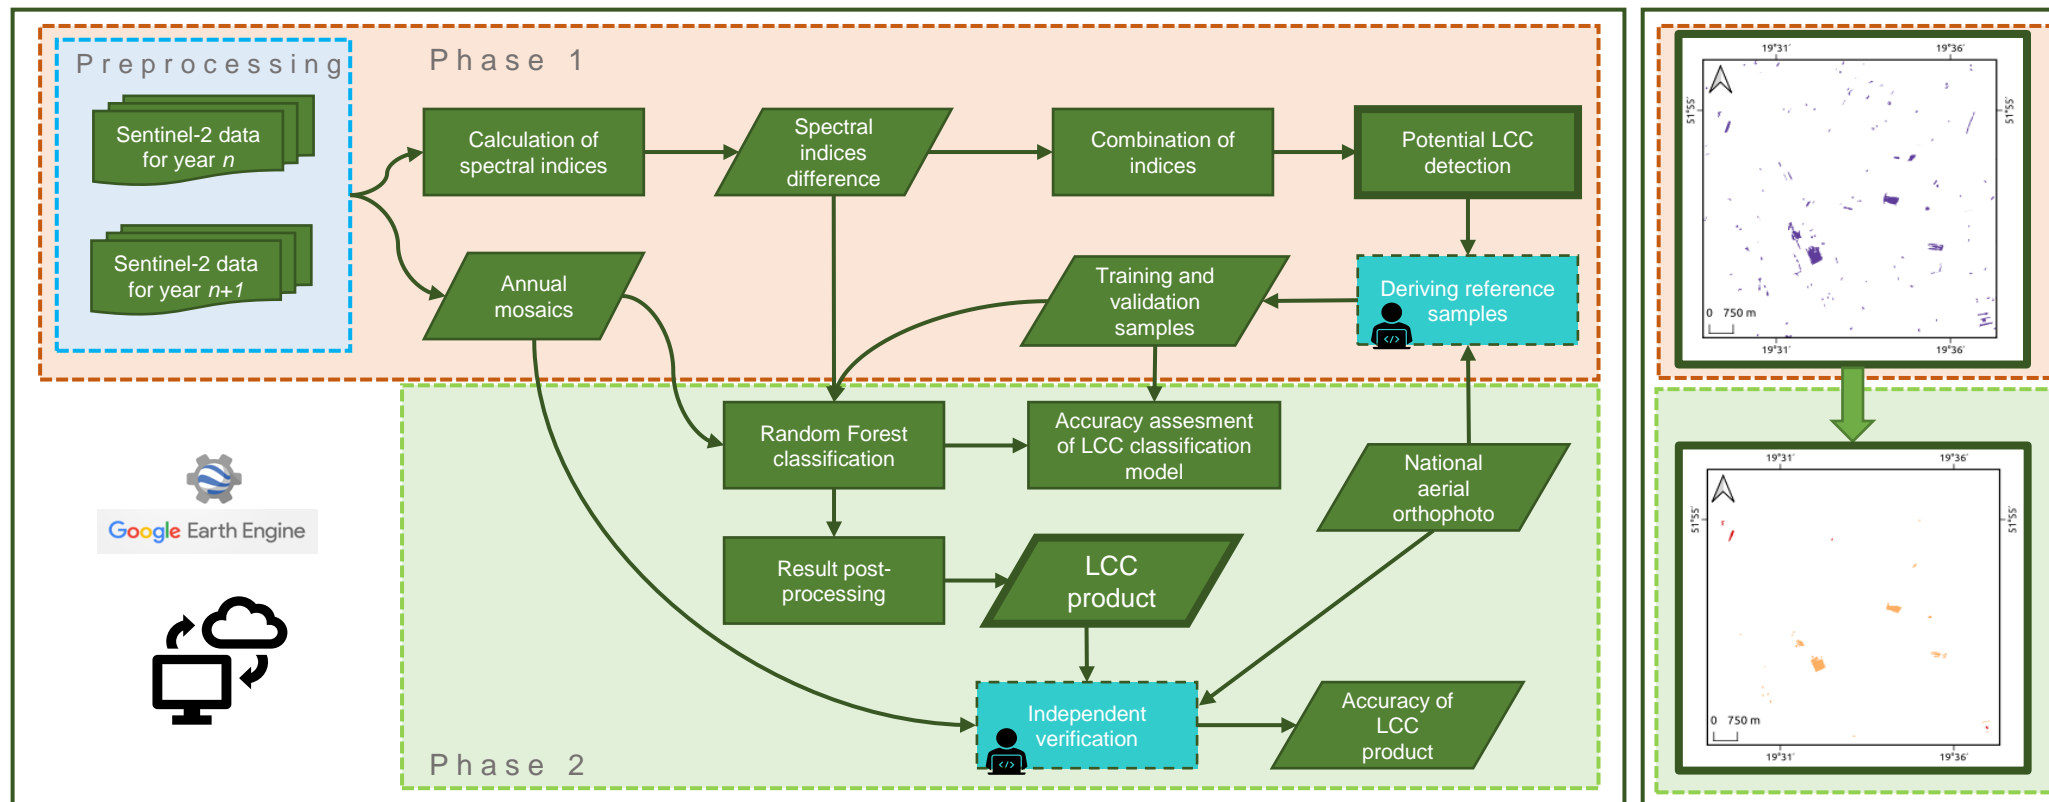 Preprocessing
Phase 1
Sentinel-2 data
for year n
Sentinel-2 data
for year n+1
Calculation of
spectral indices
Spectral
indices
difference
Combination of
indices
Potential LCC
detection
Annual
mosaics
Training and
validation
samples
Deriving reference
samples
</>
Random Forest
classification
Accuracy assesment
of LCC classification
model
National
aerial
orthophoto
Google Earth Engine
Result post-
processing
LCC
product
Independent
verification
</>
Accuracy of
LCC
product
Phase 2
19°31′
19°36′
51°55′
51°55′
0 750 m
19°31′
19°36′
19°31′
19°36′
51°55′
51°55′
0 750 m
19°31′
19°36′